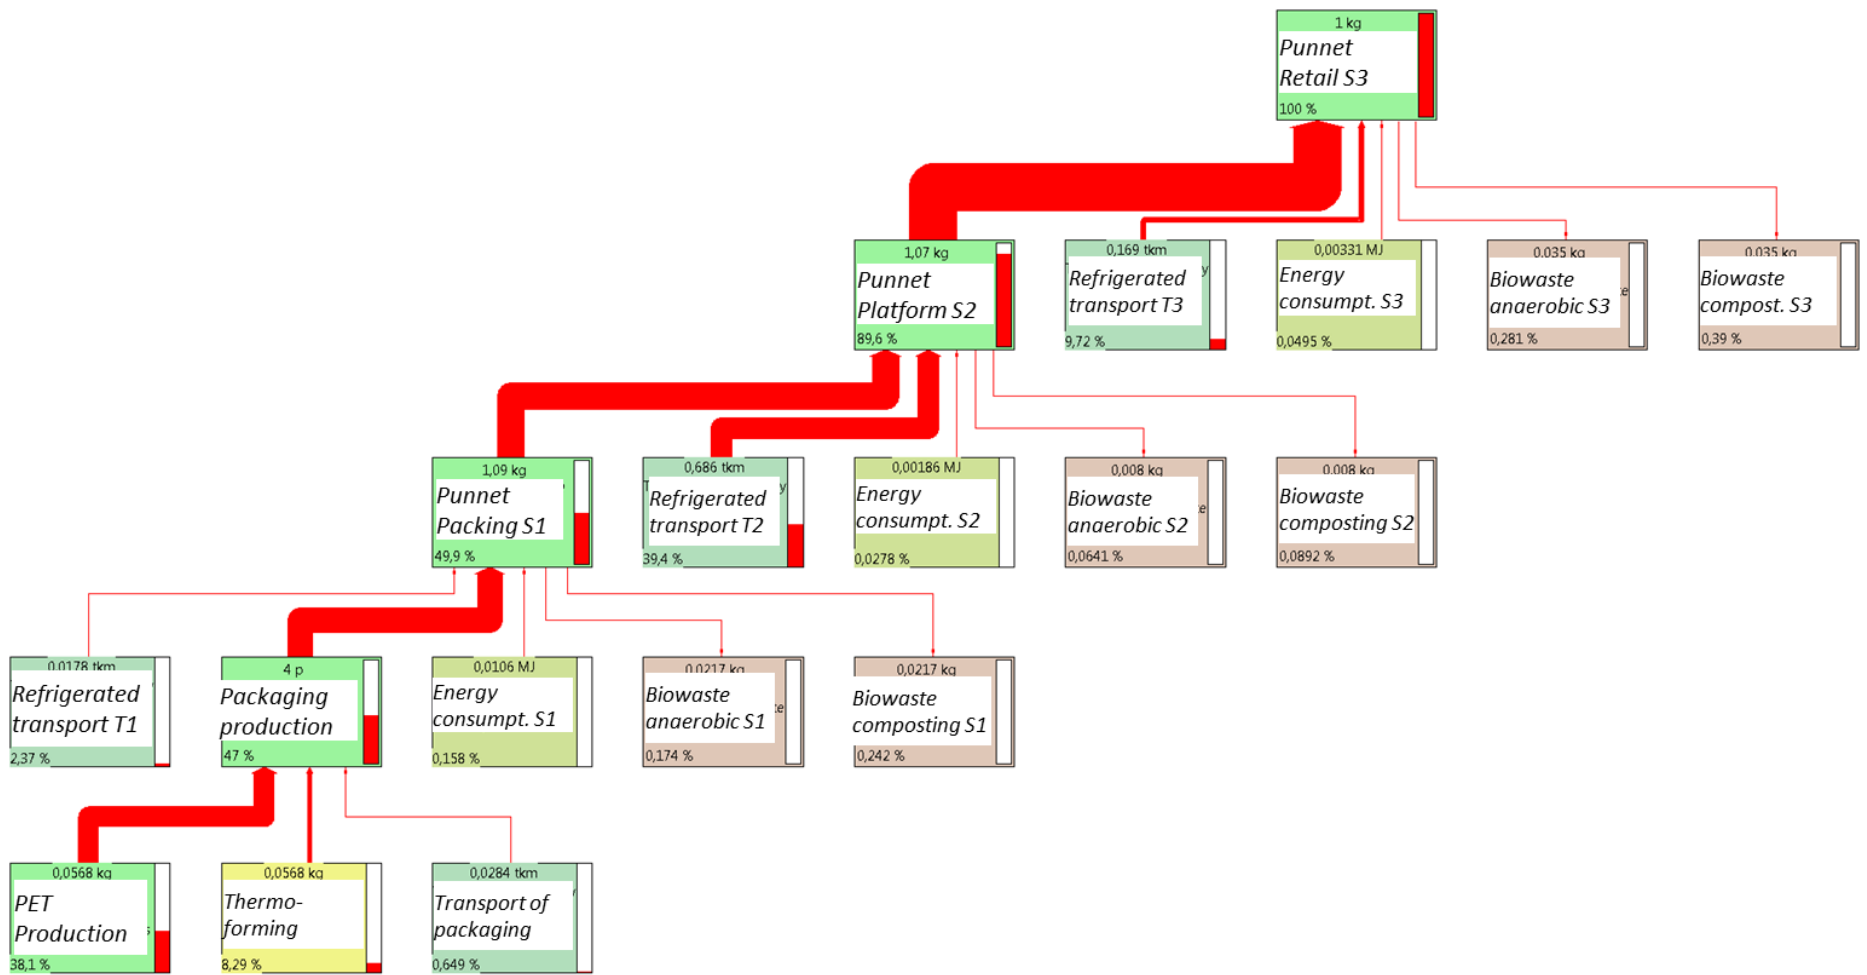 1 kg
Punnet
Retail S3
100 %
1,07 kg
Punnet
Platform S2
89,6 %
0,169 tkm
Refrigerated
transport T3
9,72 %
0,00331 MJ
Energy
consumpt. S3
0,0495 %
0,035 kg
Biowaste
anaerobic S3
0,281 %
0,035 kg
Biowaste
compost. S3
0,39 %
1,09 kg
Punnet
Packing S1
49,9 %
0,686 tkm
Refrigerated
transport T2
39,4 %
0,00186 MJ
Energy
consumpt. S2
0,0278 %
0,008 kg
Biowaste
anaerobic S2
0,0641 %
0,008 kg
Biowaste
composting S2
0,0892 %
0,0178 tkm
Refrigerated
transport T1
2,37 %
4 p
Packaging
production
47 %
0,0106 MJ
Energy
consumpt. S1
0,158 %
0,0217 kg
Biowaste
anaerobic S1
0,174 %
0,0217 kg
Biowaste
composting S1
0,242 %
0,0568 kg
PET
Production
38,1 %
0,0568 kg
Thermo-
forming
8,29 %
0,0284 tkm
Transport of
packaging
0,649 %